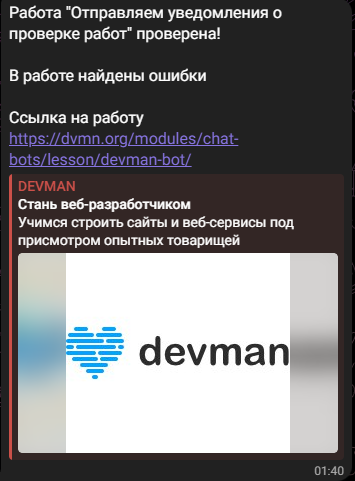 Работа "Отправляем уведомления о
проверке работ" проверена!
В работе найдены ошибки
Ссылка на работу
https://dvmn.org/modules/chat-
bots/lesson/devman-bot/
DEVMAN
Стань веб-разработчиком
Учимся строить сайты и веб-сервисы под
присмотром опытных товарищей
devman
01:40